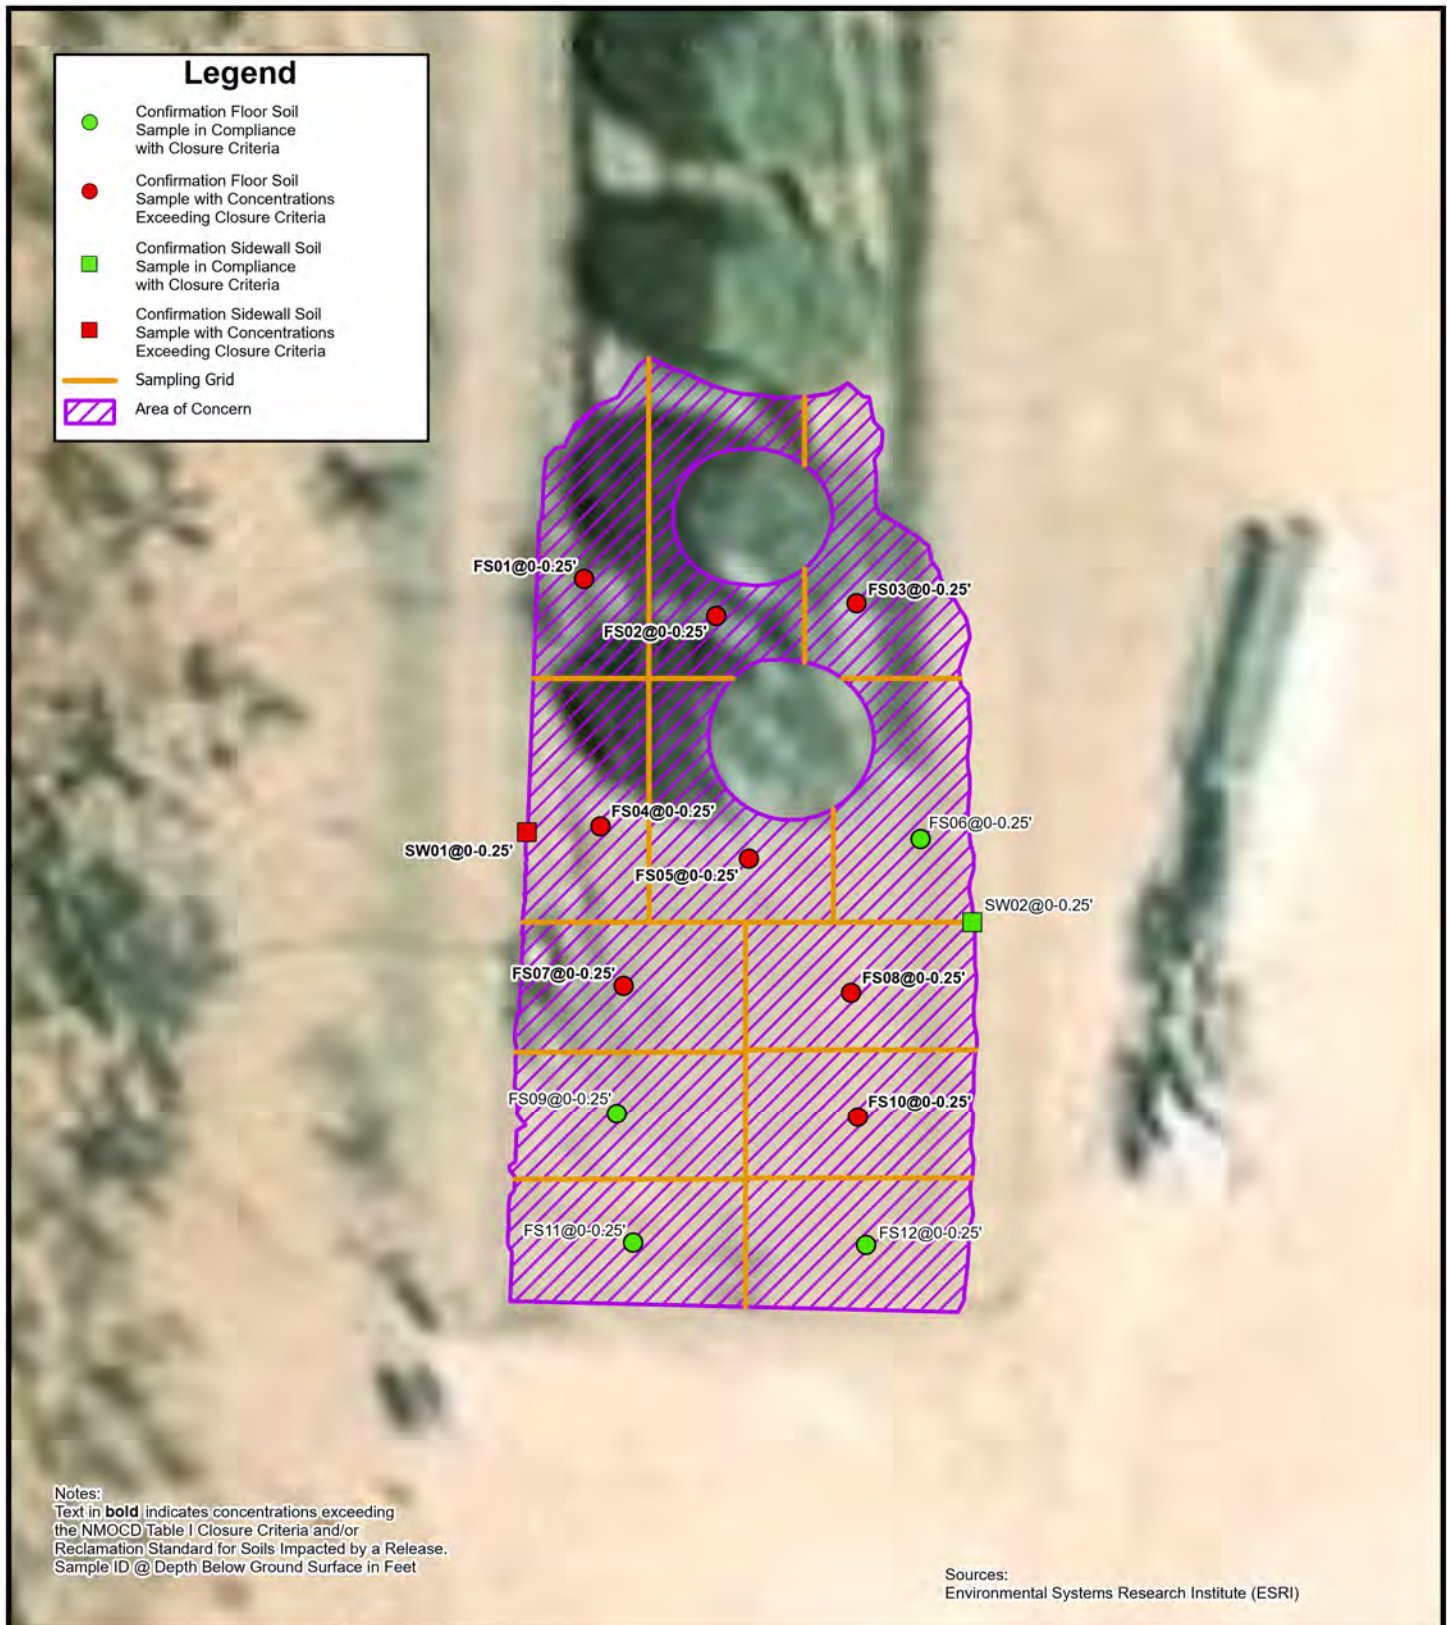 Legend
Confirmation Floor Soil
Sample in Compliance
with Closure Criteria
Confirmation Floor Soil
Sample with Concentrations
Exceeding Closure Criteria
Confirmation Sidewall Soil
Sample in Compliance
with Closure Criteria
Confirmation Sidewall Soil
Sample with Concentrations
Exceeding Closure Criteria
Sampling Grid
Area of Concern
FS01@0-0.25'
FS03@0-0.25'
FS02@0-0.25'
FS04@0-0.25'
FS06@0-0.25'
SW01@0-0.25'
FS05@0-0.25'
SW02@0-0.25'
FS07@0-0.25'
FS08@0-0.25'
FS09@0-0.25'
FS10@0-0.25'
FS11@0-0.25'
FS12@0-0.25'
Notes:
Text in bold indicates concentrations exceeding
the NMOCD Table I Closure Criteria and/or
Reclamation Standard for Soils Impacted by a Release.
Sample ID @ Depth Below Ground Surface in Feet
Sources:
Environmental Systems Research Institute (ESRI)